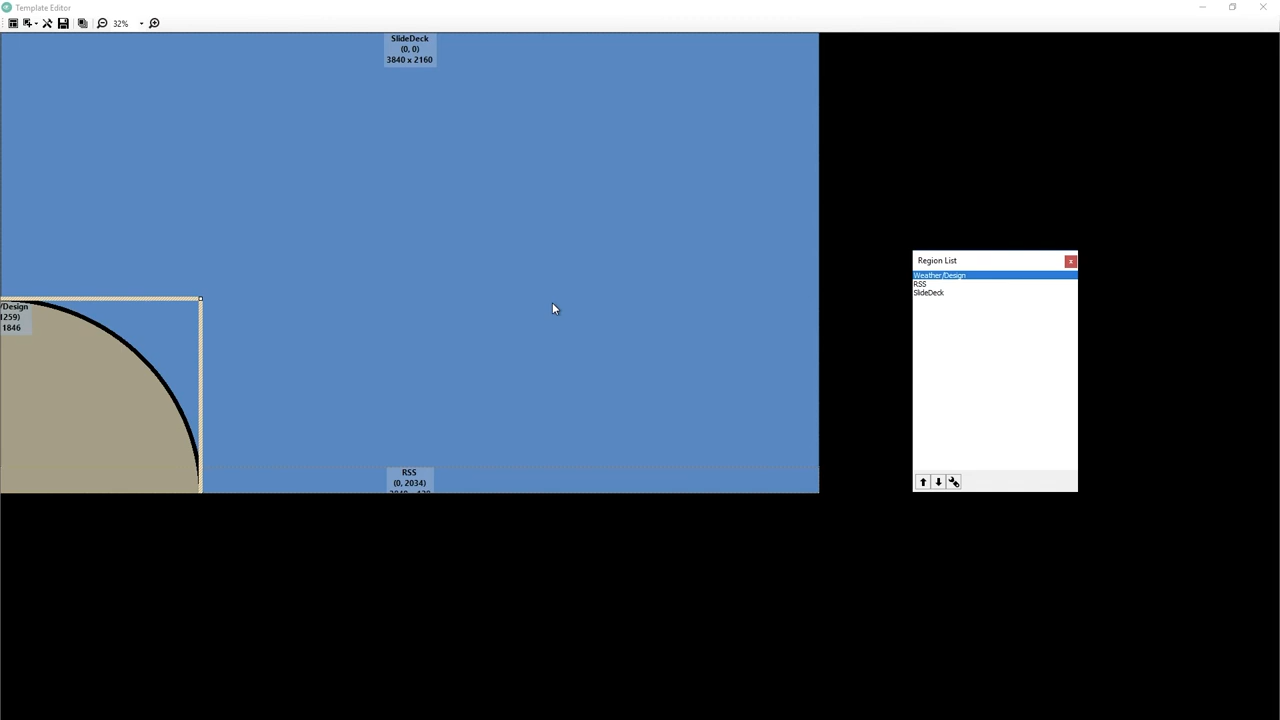 Template Editor
32%
SlideDeck
(0, 0)
3840 x 2160
/Design
1259)
1846
RSS
(0, 2034)
Region List
x
Weather/Design
RSS
SlideDeck